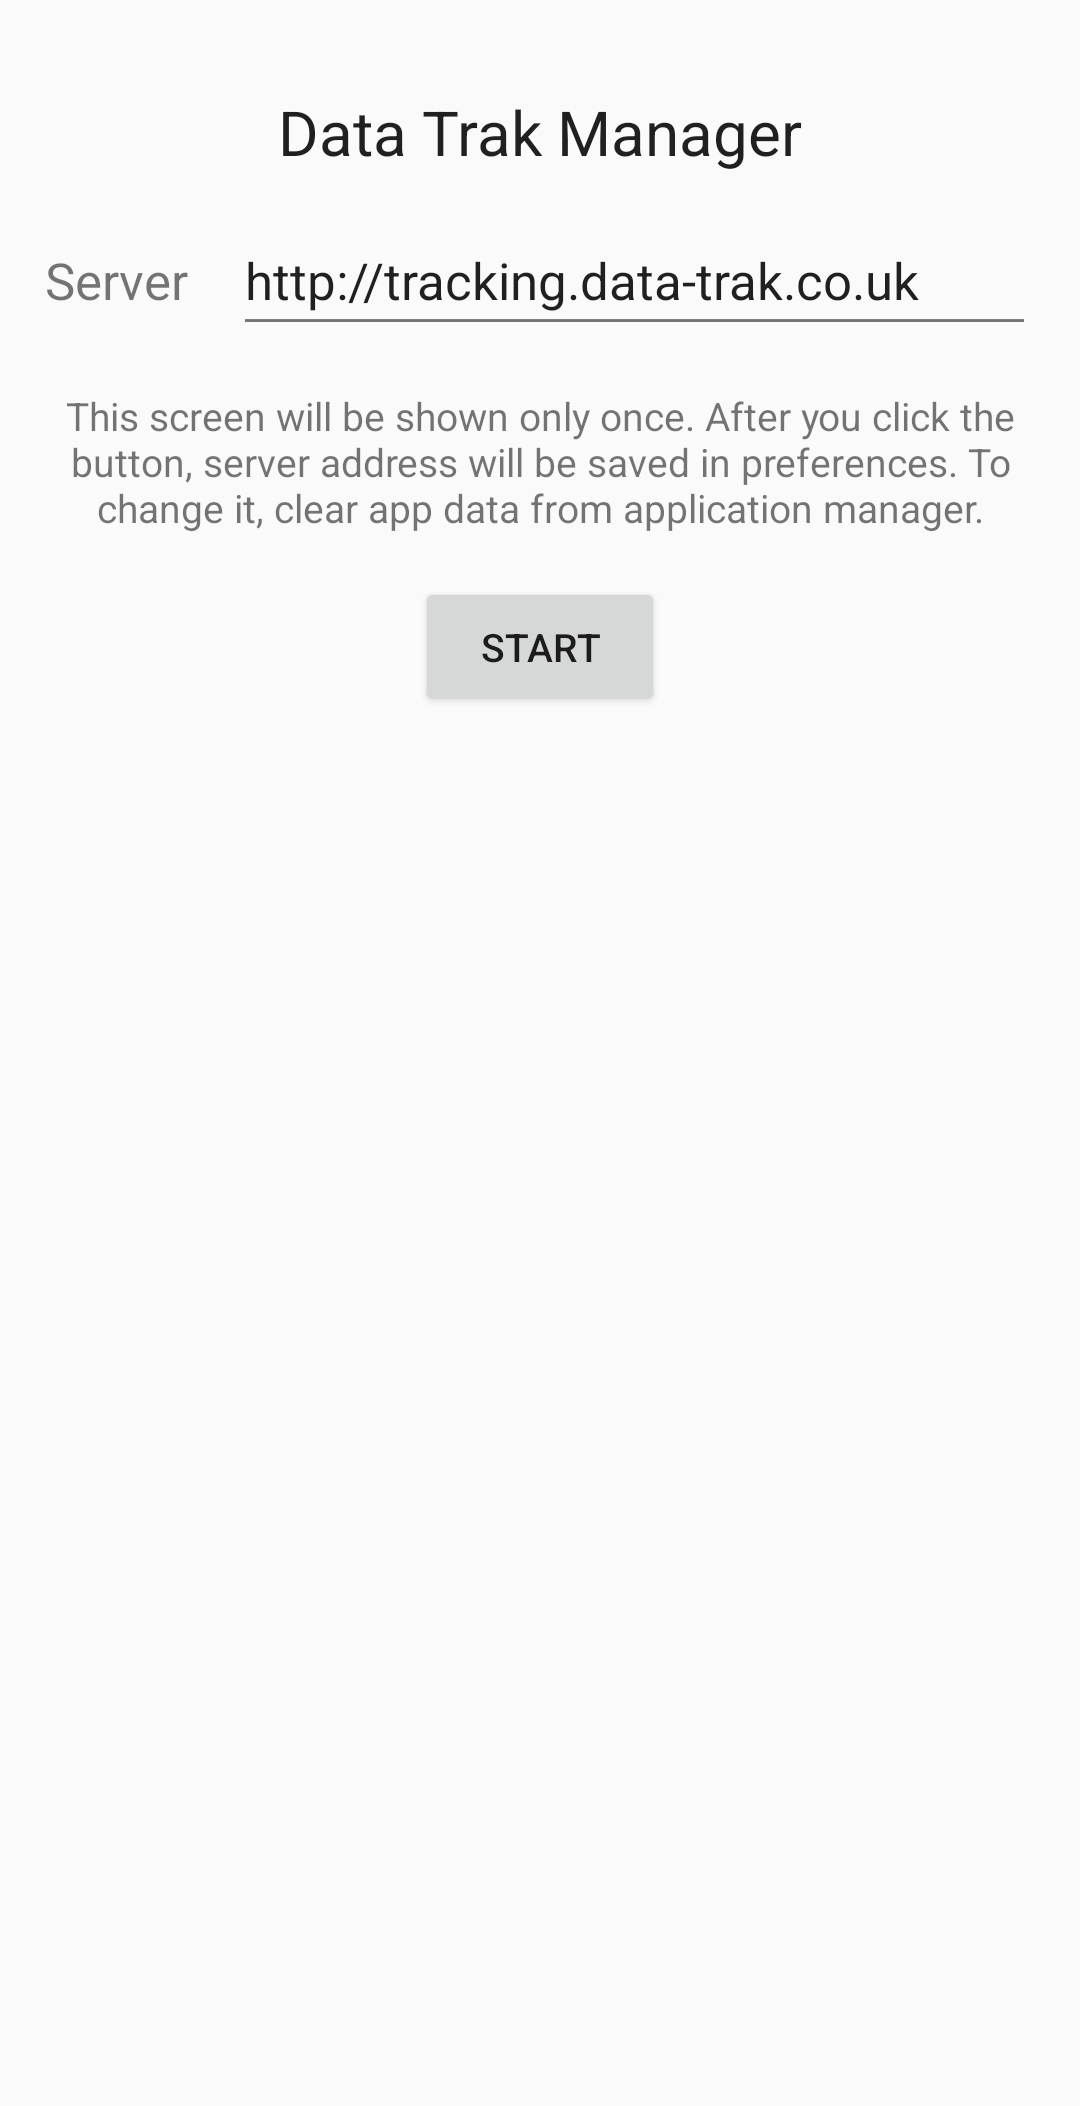 Data Trak Manager
Server http://tracking.data-trak.co.uk
This screen will be shown only once. After you click the
button, server address will be saved in preferences. To
change it, clear app data from application manager.
START